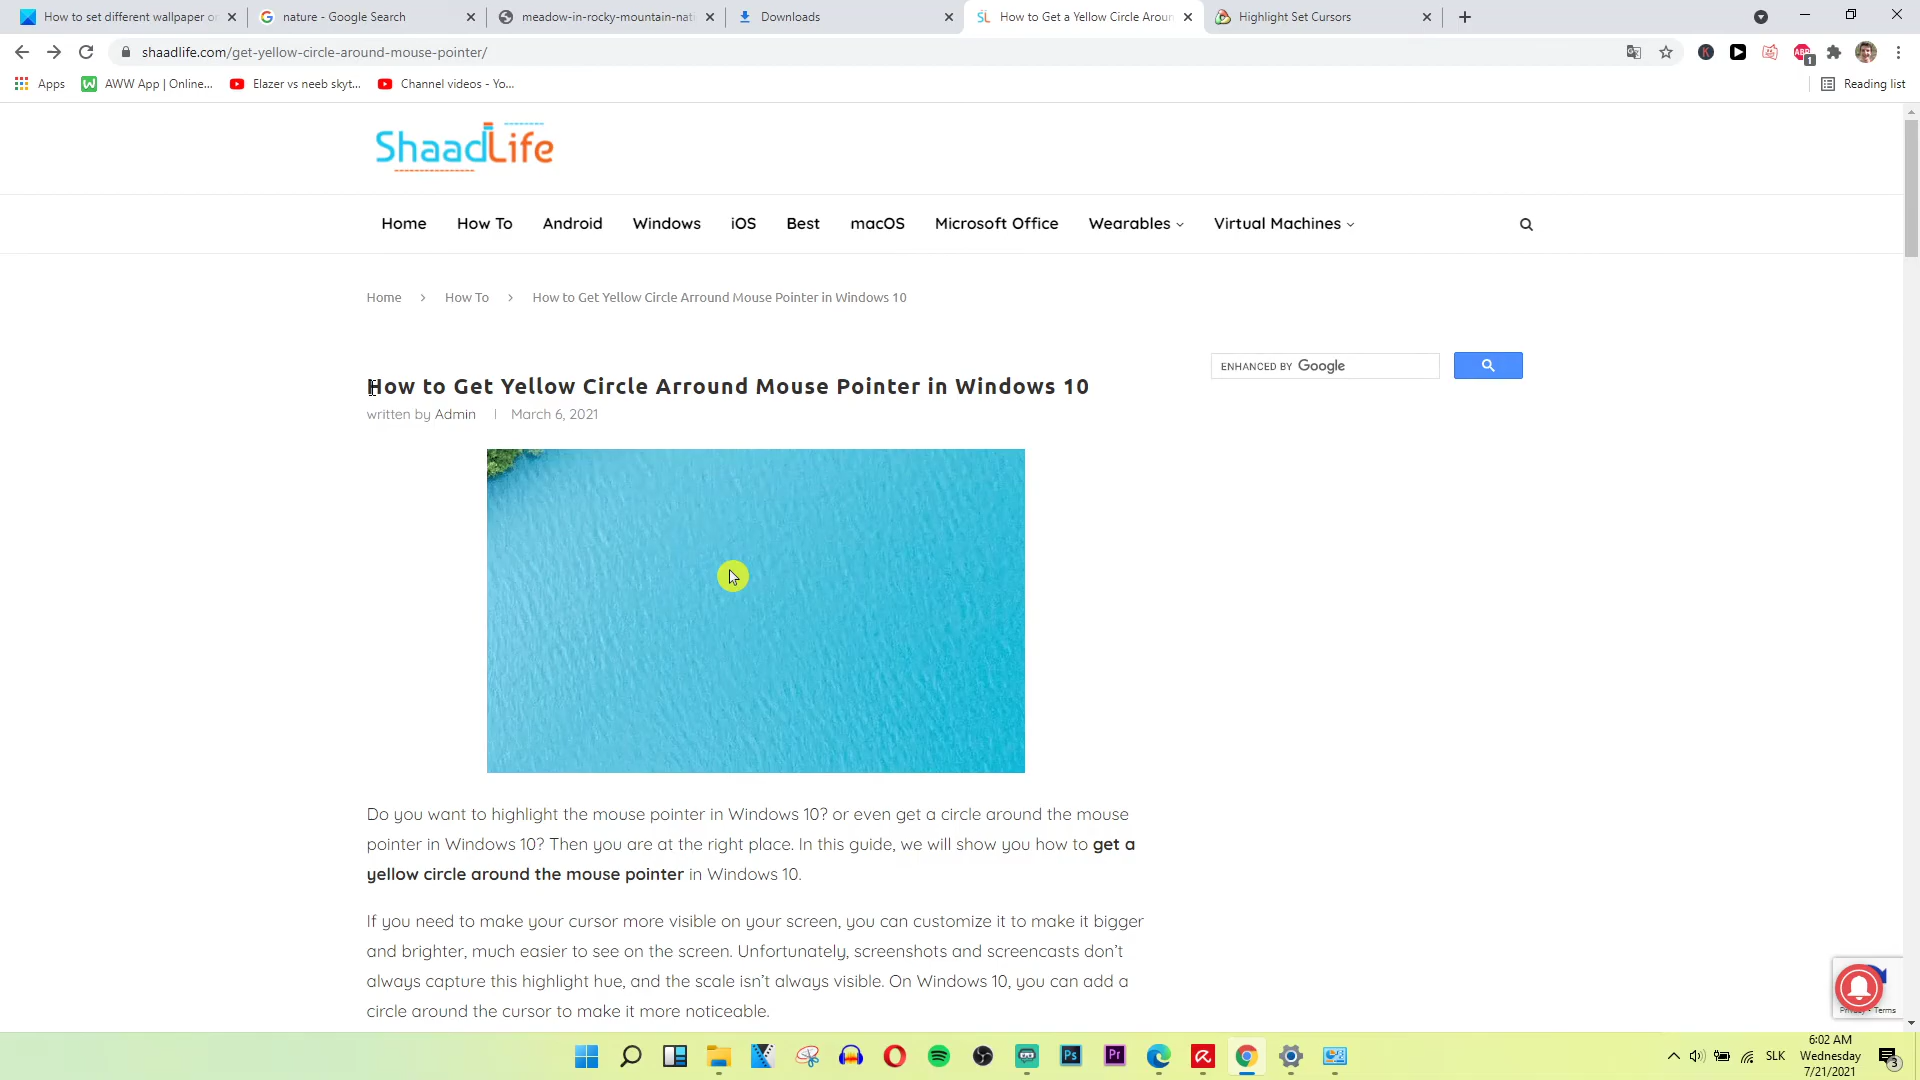 How to set different wallpaper o
nature - Google Search
meadow-in-rocky-mountain-nati
Downloads
How to Get a Yellow Circle Aroun
Highlight Set Cursors
shaadlife.com/get-yellow-circle-around-mouse-pointer/
Apps
AWW App | Online...
Elazer vs neeb skyt...
Channel videos - Yo...
Reading list
ShaadLife
Home How To Android Windows iOS Best macOS Microsoft Office Wearables Virtual Machines
Home > How To > How to Get Yellow Circle Arround Mouse Pointer in Windows 10
ENHANCED BY Google
How to Get Yellow Circle Arround Mouse Pointer in Windows 10
written by Admin | March 6, 2021
Do you want to highlight the mouse pointer in Windows 10? or even get a circle around the mouse
pointer in Windows 10? Then you are at the right place. In this guide, we will show you how to get a
yellow circle around the mouse pointer in Windows 10.
If you need to make your cursor more visible on your screen, you can customize it to make it bigger
and brighter, much easier to see on the screen. Unfortunately, screenshots and screencasts don't
always capture this highlight hue, and the scale isn't always visible. On Windows 10, you can add a
circle around the cursor to make it more noticeable.
Terms
Ps
Pr
SLK
6:02 AM
Wednesday
7/21/2021
3